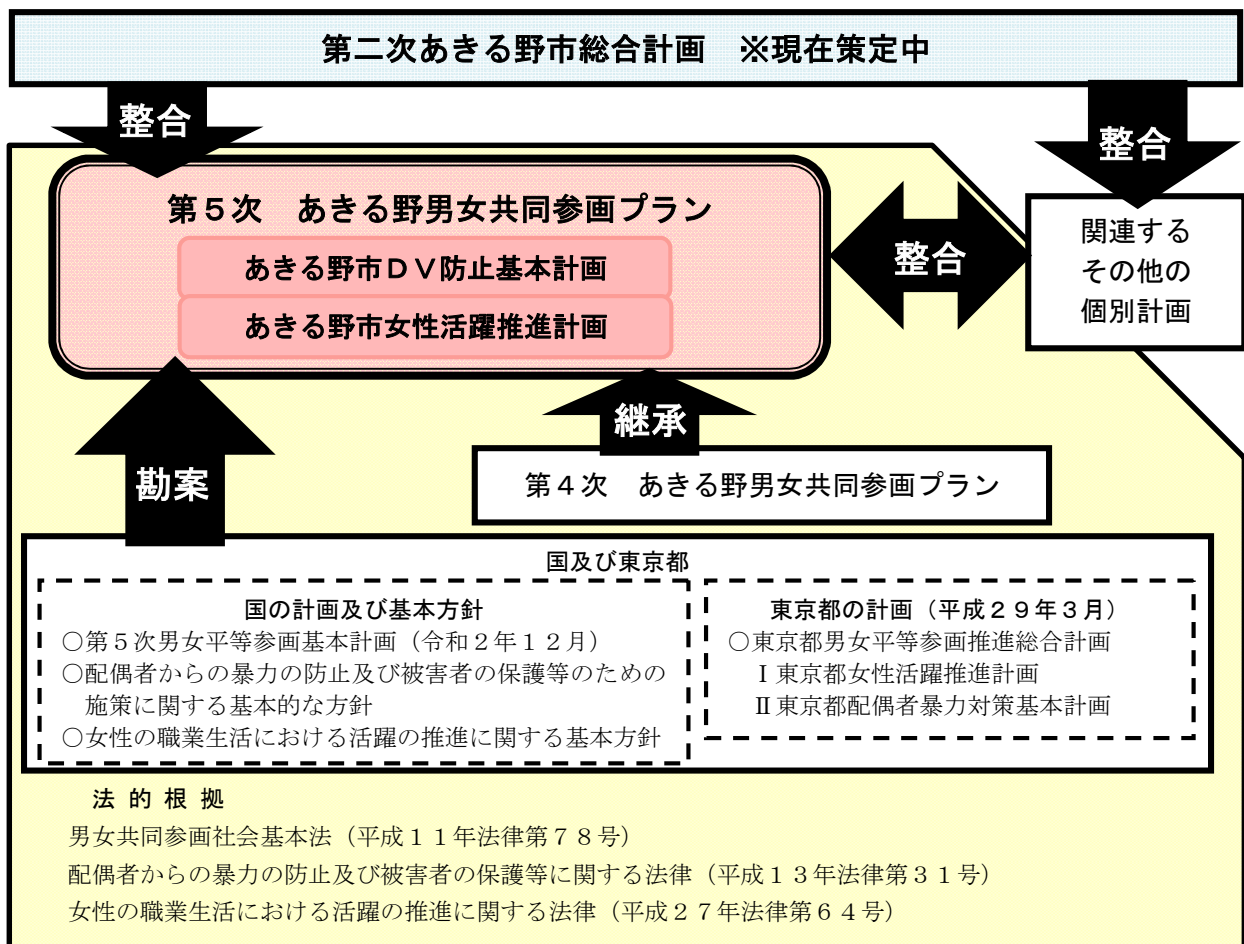 第二次あきる野市総合計画　※現在策定中
整合
整合
第５次　あきる野男女共同参画プラン
あきる野市ＤＶ防止基本計画
あきる野市女性活躍推進計画
整合
関連する
その他の
個別計画
継承
勘案
第４次　あきる野男女共同参画プラン
国及び東京都
国の計画及び基本方針
○第５次男女平等参画基本計画（令和２年１２月）
○配偶者からの暴力の防止及び被害者の保護等のための
施策に関する基本的な方針
○女性の職業生活における活躍の推進に関する基本方針
東京都の計画（平成２９年３月）
○東京都男女平等参画推進総合計画
Ⅰ東京都女性活躍推進計画
Ⅱ東京都配偶者暴力対策基本計画
法 的 根 拠
男女共同参画社会基本法（平成１１年法律第７８号）
配偶者からの暴力の防止及び被害者の保護等に関する法律（平成１３年法律第３１号）
女性の職業生活における活躍の推進に関する法律（平成２７年法律第６４号）